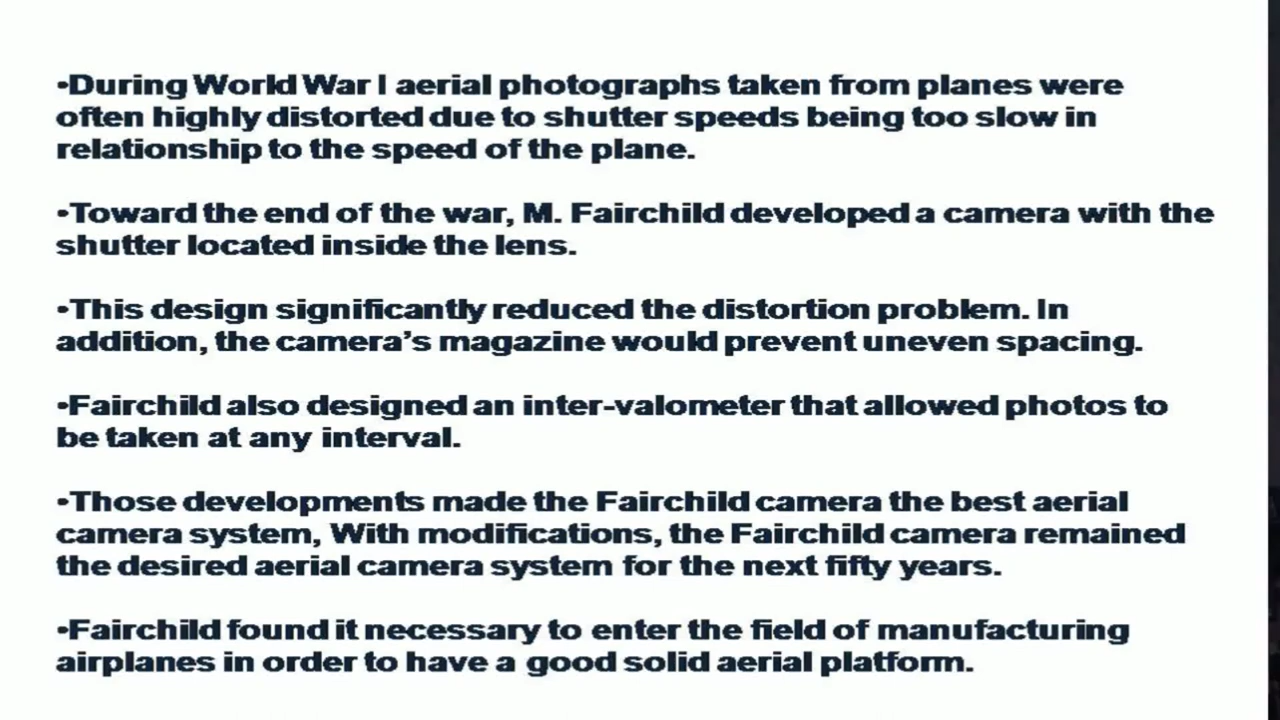 •During World War I aerial photographs taken from planes were
often highly distorted due to shutter speeds being too slow in
relationship to the speed of the plane.
•Toward the end of the war, M. Fairchild developed a camera with the
shutter located inside the lens.
•This design significantly reduced the distortion problem. In
addition, the camera’s magazine would prevent uneven spacing.
•Fairchild also designed an inter-valometer that allowed photos to
be taken at any interval.
•Those developments made the Fairchild camera the best aerial
camera system, With modifications, the Fairchild camera remained
the desired aerial camera system for the next fifty years.
•Fairchild found it necessary to enter the field of manufacturing
airplanes in order to have a good solid aerial platform.